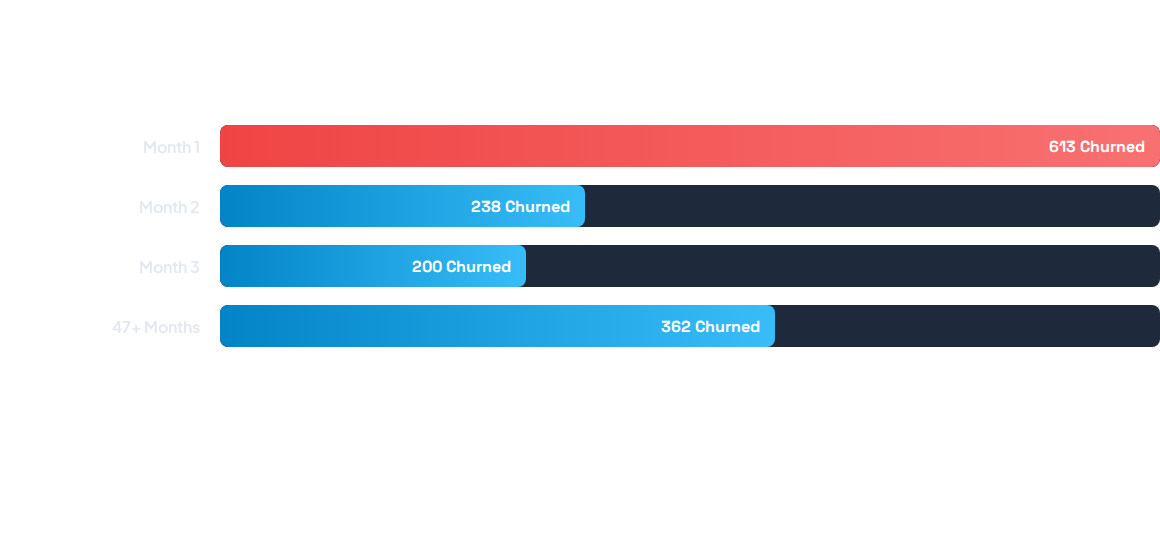 Month 1 613 Churned
Month 2 238 Churned
Month 3 200 Churned
47+ Months 362 Churned